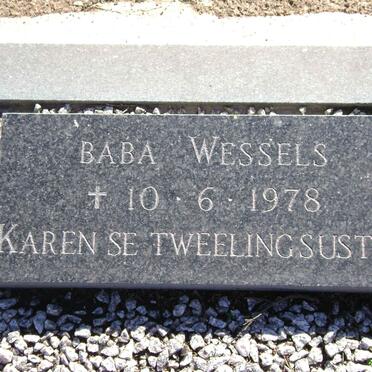 BABA WESSELS
✝ 10 · 6 · 1978
KAREN SE TWEELINGSUST